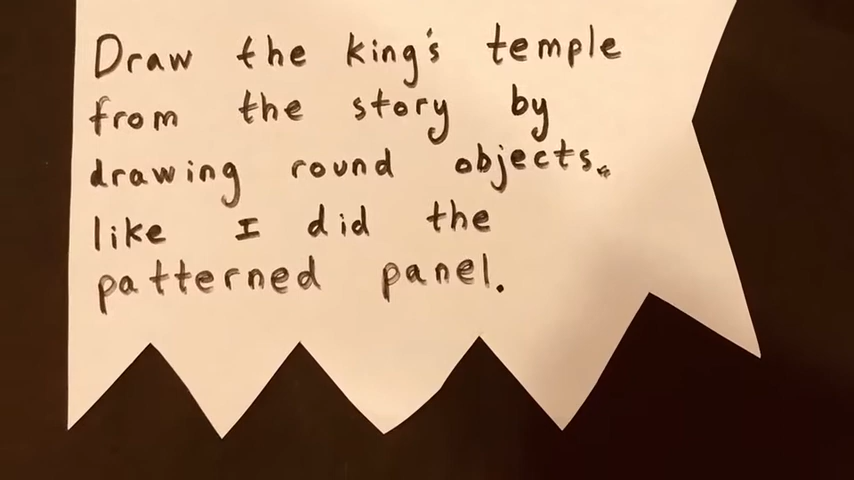 Draw the king's temple
from the story by
drawing round objects.
like I did the
patterned panel.